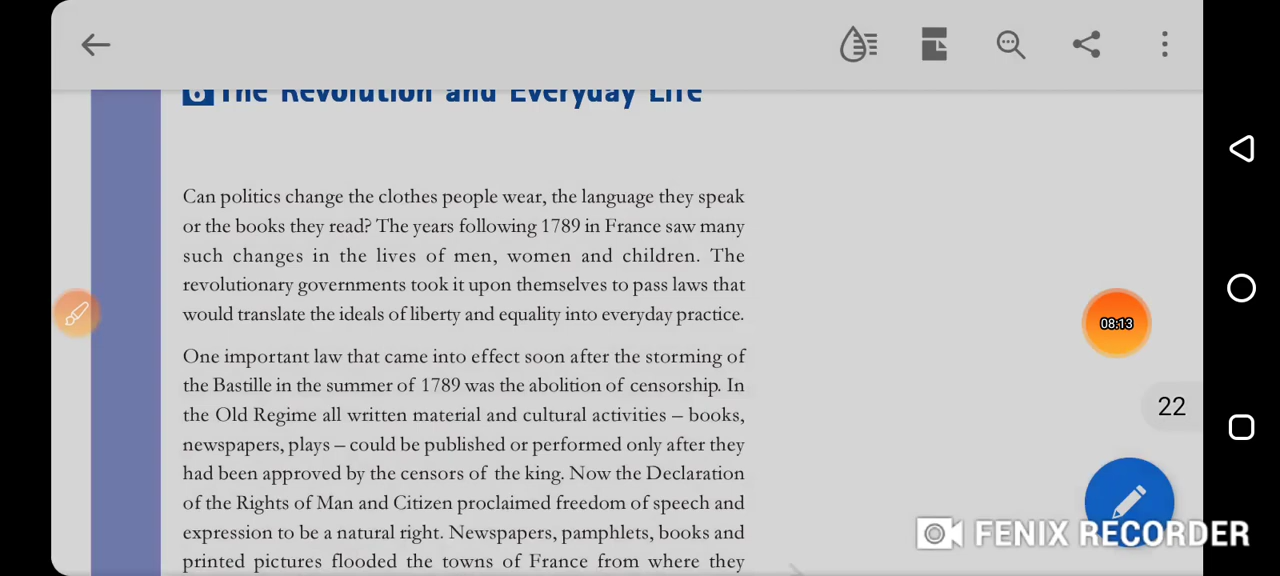 6 The Revolution and Everyday Life
Can politics change the clothes people wear, the language they speak
or the books they read? The years following 1789 in France saw many
such changes in the lives of men, women and children. The
revolutionary governments took it upon themselves to pass laws that
would translate the ideals of liberty and equality into everyday practice.
08:13
One important law that came into effect soon after the storming of
the Bastille in the summer of 1789 was the abolition of censorship. In
the Old Regime all written material and cultural activities – books,
22
newspapers, plays – could be published or performed only after they
had been approved by the censors of the king. Now the Declaration
of the Rights of Man and Citizen proclaimed freedom of speech and
expression to be a natural right. Newspapers, pamphlets, books and
FENIX RECORDER
printed pictures flooded the towns of France from where they